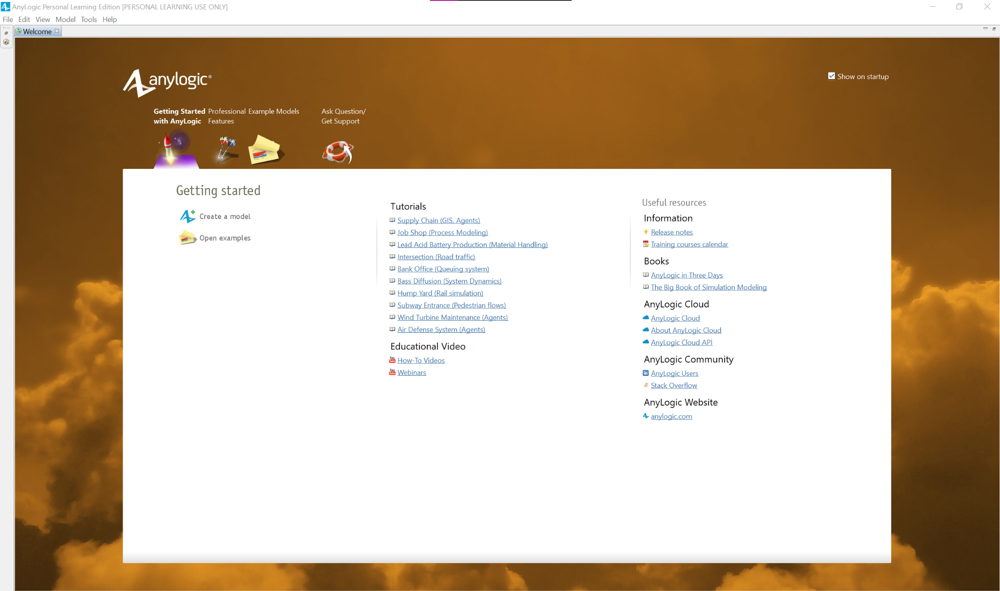 AnyLogic Personal Learning Edition [PERSONAL LEARNING USE ONLY]
File Edit View Model Tools Help
Welcome
anylogic®
Show on startup
Getting Started with AnyLogic
Professional Features
Example Models
Ask Question/
Get Support
Getting started
Create a model
Open examples
Tutorials
Supply Chain (GIS, Agents)
Job Shop (Process Modeling)
Lead Acid Battery Production (Material Handling)
Intersection (Road traffic)
Bank Office (Queuing system)
Bass Diffusion (System Dynamics)
Hump Yard (Rail simulation)
Subway Entrance (Pedestrian flows)
Wind Turbine Maintenance (Agents)
Air Defense System (Agents)
Educational Video
You Tube How-To Videos
You Tube Webinars
Useful resources
Information
Release notes
Training courses calendar
Books
AnyLogic in Three Days
The Big Book of Simulation Modeling
AnyLogic Cloud
AnyLogic Cloud
About AnyLogic Cloud
AnyLogic Cloud API
AnyLogic Community
in AnyLogic Users
Stack Overflow
AnyLogic Website
anylogic.com